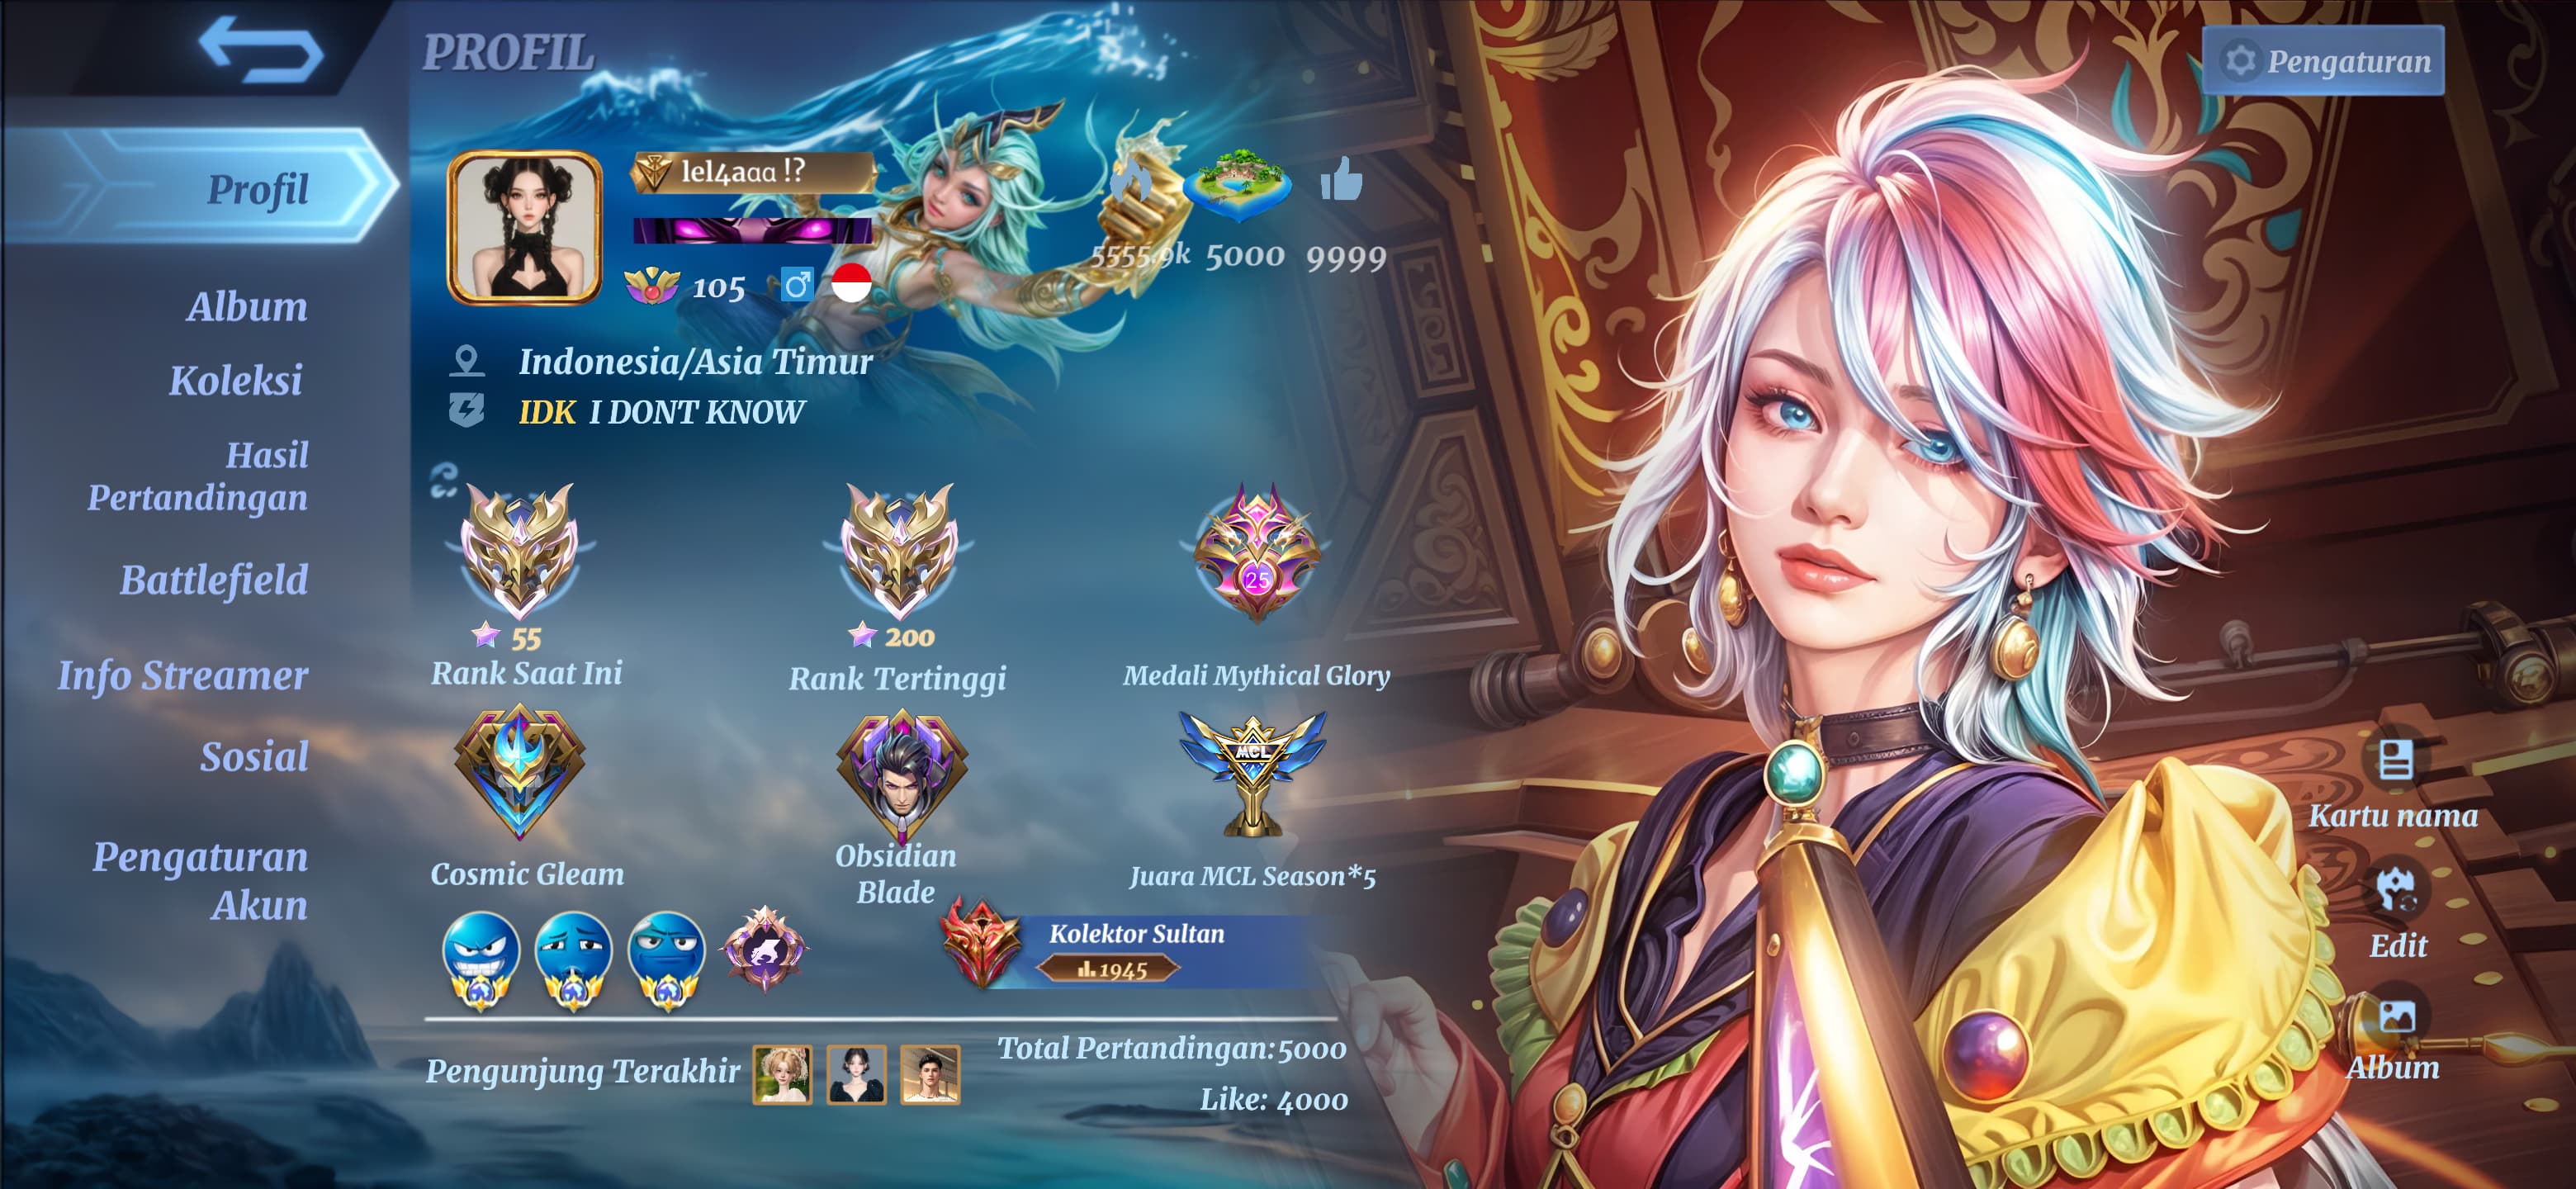 PROFIL
Pengaturan
Profil
Album
Koleksi
Hasil
Pertandingan
Battlefield
Info Streamer
Sosial
Pengaturan
Akun
lel4aaa !?
105
5555.9k 5000 9999
Indonesia/Asia Timur
IDK I DONT KNOW
25
55
200
Rank Saat Ini
Rank Tertinggi
Medali Mythical Glory
MCL
Cosmic Gleam
Obsidian
Blade
Juara MCL Season*5
Kolektor Sultan
1945
Pengunjung Terakhir
Total Pertandingan:5000
Like: 4000
Kartu nama
Edit
Album